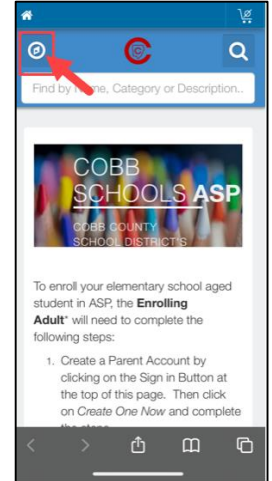 Find by Name, Category or Description..
COBB
SCHOOLS ASP
COBB COUNTY
SCHOOL DISTRICT'S
To enroll your elementary school aged
student in ASP, the Enrolling
Adult* will need to complete the
following steps:
1. Create a Parent Account by
clicking on the Sign in Button at
the top of this page. Then click
on Create One Now and complete
the steps